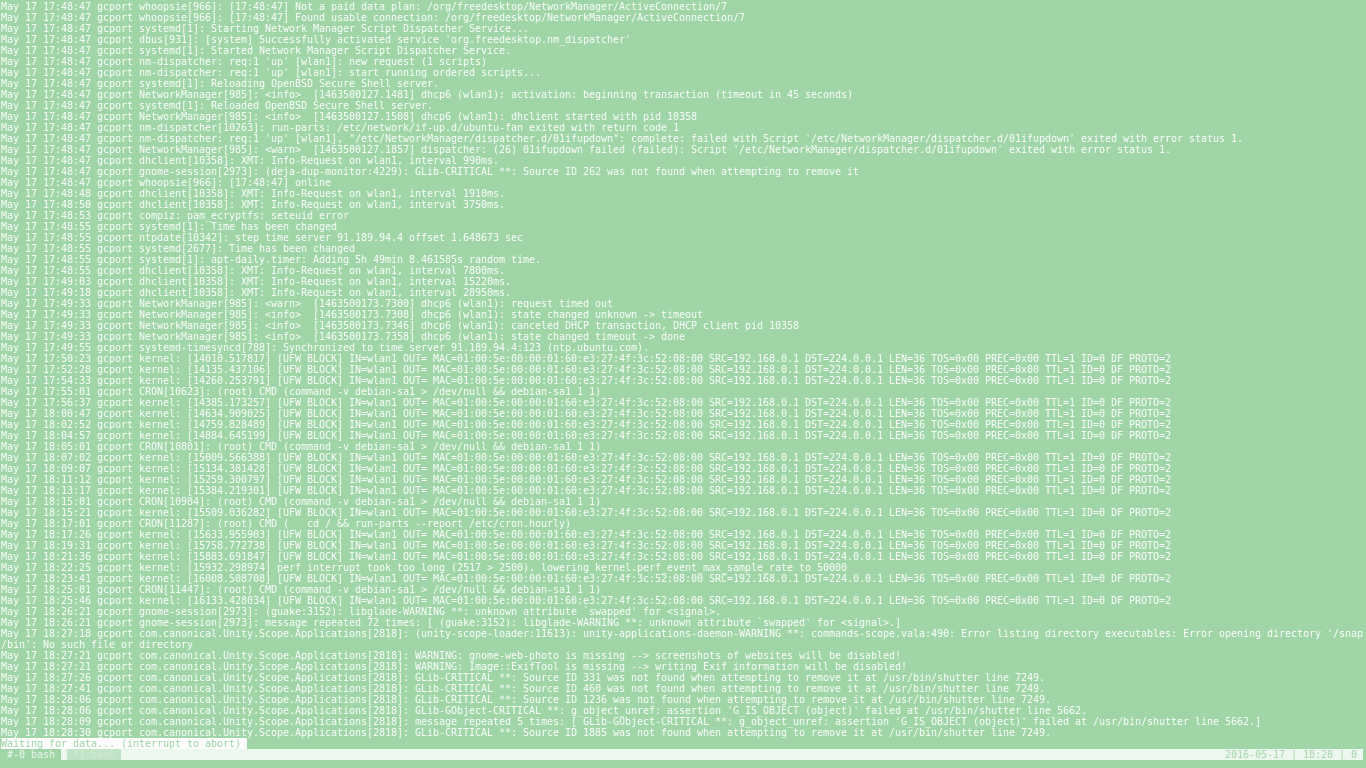 May 17 17:48:47 gcport whoopsie[966]: [17:48:47] Not a paid data plan: /org/freedesktop/NetworkManager/ActiveConnection/7
May 17 17:48:47 gcport whoopsie[966]: [17:48:47] Found usable connection: /org/freedesktop/NetworkManager/ActiveConnection/7
May 17 17:48:47 gcport systemd[1]: Starting Network Manager Script Dispatcher Service...
May 17 17:48:47 gcport dbus[931]: [system] Successfully activated service 'org.freedesktop.nm_dispatcher'
May 17 17:48:47 gcport systemd[1]: Started Network Manager Script Dispatcher Service.
May 17 17:48:47 gcport nm-dispatcher: req:1 'up' [wlan1]: new request (1 scripts)
May 17 17:48:47 gcport nm-dispatcher: req:1 'up' [wlan1]: start running ordered scripts...
May 17 17:48:47 gcport systemd[1]: Reloading OpenBSD Secure Shell server.
May 17 17:48:47 gcport NetworkManager[985]: <info>  [1463500127.1481] dhcp6 (wlan1): activation: beginning transaction (timeout in 45 seconds)
May 17 17:48:47 gcport systemd[1]: Reloaded OpenBSD Secure Shell server.
May 17 17:48:47 gcport NetworkManager[985]: <info>  [1463500127.1508] dhcp6 (wlan1): dhclient started with pid 10358
May 17 17:48:47 gcport nm-dispatcher[10263]: run-parts: /etc/network/if-up.d/ubuntu-fan exited with return code 1
May 17 17:48:47 gcport nm-dispatcher: req:1 'up' [wlan1], "/etc/NetworkManager/dispatcher.d/01ifupdown": complete: failed with Script '/etc/NetworkManager/dispatcher.d/01ifupdown' exited with error status 1.
May 17 17:48:47 gcport NetworkManager[985]: <warn>  [1463500127.1857] dispatcher: (26) 01ifupdown failed (failed): Script '/etc/NetworkManager/dispatcher.d/01ifupdown' exited with error status 1.
May 17 17:48:47 gcport dhclient[10358]: XMT: Info-Request on wlan1, interval 990ms.
May 17 17:48:47 gcport gnome-session[2973]: (deja-dup-monitor:4229): GLib-CRITICAL **: Source ID 262 was not found when attempting to remove it
May 17 17:48:47 gcport whoopsie[966]: [17:48:47] online
May 17 17:48:48 gcport dhclient[10358]: XMT: Info-Request on wlan1, interval 1910ms.
May 17 17:48:50 gcport dhclient[10358]: XMT: Info-Request on wlan1, interval 3750ms.
May 17 17:48:53 gcport compiz: pam_ecryptfs: seteuid error
May 17 17:48:55 gcport systemd[1]: Time has been changed
May 17 17:48:55 gcport ntpdate[10342]: step time server 91.189.94.4 offset 1.648673 sec
May 17 17:48:55 gcport systemd[2677]: Time has been changed
May 17 17:48:55 gcport systemd[1]: apt-daily.timer: Adding 5h 49min 8.461585s random time.
May 17 17:48:55 gcport dhclient[10358]: XMT: Info-Request on wlan1, interval 7800ms.
May 17 17:49:03 gcport dhclient[10358]: XMT: Info-Request on wlan1, interval 15220ms.
May 17 17:49:18 gcport dhclient[10358]: XMT: Info-Request on wlan1, interval 28950ms.
May 17 17:49:33 gcport NetworkManager[985]: <warn>  [1463500173.7300] dhcp6 (wlan1): request timed out
May 17 17:49:33 gcport NetworkManager[985]: <info>  [1463500173.7308] dhcp6 (wlan1): state changed unknown -> timeout
May 17 17:49:33 gcport NetworkManager[985]: <info>  [1463500173.7346] dhcp6 (wlan1): canceled DHCP transaction, DHCP client pid 10358
May 17 17:49:33 gcport NetworkManager[985]: <info>  [1463500173.7358] dhcp6 (wlan1): state changed timeout -> done
May 17 17:49:55 gcport systemd-timesyncd[788]: Synchronized to time server 91.189.94.4:123 (ntp.ubuntu.com).
May 17 17:50:23 gcport kernel: [14010.517817] [UFW BLOCK] IN=wlan1 OUT= MAC=01:00:5e:00:00:01:60:e3:27:4f:3c:52:08:00 SRC=192.168.0.1 DST=224.0.0.1 LEN=36 TOS=0x00 PREC=0x00 TTL=1 ID=0 DF PROTO=2
May 17 17:52:28 gcport kernel: [14135.437106] [UFW BLOCK] IN=wlan1 OUT= MAC=01:00:5e:00:00:01:60:e3:27:4f:3c:52:08:00 SRC=192.168.0.1 DST=224.0.0.1 LEN=36 TOS=0x00 PREC=0x00 TTL=1 ID=0 DF PROTO=2
May 17 17:54:33 gcport kernel: [14260.253791] [UFW BLOCK] IN=wlan1 OUT= MAC=01:00:5e:00:00:01:60:e3:27:4f:3c:52:08:00 SRC=192.168.0.1 DST=224.0.0.1 LEN=36 TOS=0x00 PREC=0x00 TTL=1 ID=0 DF PROTO=2
May 17 17:55:01 gcport CRON[10623]: (root) CMD (command -v debian-sa1 > /dev/null && debian-sa1 1 1)
May 17 17:56:37 gcport kernel: [14385.173257] [UFW BLOCK] IN=wlan1 OUT= MAC=01:00:5e:00:00:01:60:e3:27:4f:3c:52:08:00 SRC=192.168.0.1 DST=224.0.0.1 LEN=36 TOS=0x00 PREC=0x00 TTL=1 ID=0 DF PROTO=2
May 17 18:00:47 gcport kernel: [14634.909025] [UFW BLOCK] IN=wlan1 OUT= MAC=01:00:5e:00:00:01:60:e3:27:4f:3c:52:08:00 SRC=192.168.0.1 DST=224.0.0.1 LEN=36 TOS=0x00 PREC=0x00 TTL=1 ID=0 DF PROTO=2
May 17 18:02:52 gcport kernel: [14759.828489] [UFW BLOCK] IN=wlan1 OUT= MAC=01:00:5e:00:00:01:60:e3:27:4f:3c:52:08:00 SRC=192.168.0.1 DST=224.0.0.1 LEN=36 TOS=0x00 PREC=0x00 TTL=1 ID=0 DF PROTO=2
May 17 18:04:57 gcport kernel: [14884.645199] [UFW BLOCK] IN=wlan1 OUT= MAC=01:00:5e:00:00:01:60:e3:27:4f:3c:52:08:00 SRC=192.168.0.1 DST=224.0.0.1 LEN=36 TOS=0x00 PREC=0x00 TTL=1 ID=0 DF PROTO=2
May 17 18:05:01 gcport CRON[10801]: (root) CMD (command -v debian-sa1 > /dev/null && debian-sa1 1 1)
May 17 18:07:02 gcport kernel: [15009.566388] [UFW BLOCK] IN=wlan1 OUT= MAC=01:00:5e:00:00:01:60:e3:27:4f:3c:52:08:00 SRC=192.168.0.1 DST=224.0.0.1 LEN=36 TOS=0x00 PREC=0x00 TTL=1 ID=0 DF PROTO=2
May 17 18:09:07 gcport kernel: [15134.381428] [UFW BLOCK] IN=wlan1 OUT= MAC=01:00:5e:00:00:01:60:e3:27:4f:3c:52:08:00 SRC=192.168.0.1 DST=224.0.0.1 LEN=36 TOS=0x00 PREC=0x00 TTL=1 ID=0 DF PROTO=2
May 17 18:11:12 gcport kernel: [15259.300797] [UFW BLOCK] IN=wlan1 OUT= MAC=01:00:5e:00:00:01:60:e3:27:4f:3c:52:08:00 SRC=192.168.0.1 DST=224.0.0.1 LEN=36 TOS=0x00 PREC=0x00 TTL=1 ID=0 DF PROTO=2
May 17 18:13:17 gcport kernel: [15384.219301] [UFW BLOCK] IN=wlan1 OUT= MAC=01:00:5e:00:00:01:60:e3:27:4f:3c:52:08:00 SRC=192.168.0.1 DST=224.0.0.1 LEN=36 TOS=0x00 PREC=0x00 TTL=1 ID=0 DF PROTO=2
May 17 18:15:01 gcport CRON[10984]: (root) CMD (command -v debian-sa1 > /dev/null && debian-sa1 1 1)
May 17 18:15:21 gcport kernel: [15509.036282] [UFW BLOCK] IN=wlan1 OUT= MAC=01:00:5e:00:00:01:60:e3:27:4f:3c:52:08:00 SRC=192.168.0.1 DST=224.0.0.1 LEN=36 TOS=0x00 PREC=0x00 TTL=1 ID=0 DF PROTO=2
May 17 18:17:01 gcport CRON[11287]: (root) CMD (   cd / && run-parts --report /etc/cron.hourly)
May 17 18:17:26 gcport kernel: [15633.955903] [UFW BLOCK] IN=wlan1 OUT= MAC=01:00:5e:00:00:01:60:e3:27:4f:3c:52:08:00 SRC=192.168.0.1 DST=224.0.0.1 LEN=36 TOS=0x00 PREC=0x00 TTL=1 ID=0 DF PROTO=2
May 17 18:19:31 gcport kernel: [15758.772738] [UFW BLOCK] IN=wlan1 OUT= MAC=01:00:5e:00:00:01:60:e3:27:4f:3c:52:08:00 SRC=192.168.0.1 DST=224.0.0.1 LEN=36 TOS=0x00 PREC=0x00 TTL=1 ID=0 DF PROTO=2
May 17 18:21:36 gcport kernel: [15883.691847] [UFW BLOCK] IN=wlan1 OUT= MAC=01:00:5e:00:00:01:60:e3:27:4f:3c:52:08:00 SRC=192.168.0.1 DST=224.0.0.1 LEN=36 TOS=0x00 PREC=0x00 TTL=1 ID=0 DF PROTO=2
May 17 18:22:25 gcport kernel: [15932.298974] perf interrupt took too long (2517 > 2500), lowering kernel.perf_event_max_sample_rate to 50000
May 17 18:23:41 gcport kernel: [16008.508708] [UFW BLOCK] IN=wlan1 OUT= MAC=01:00:5e:00:00:01:60:e3:27:4f:3c:52:08:00 SRC=192.168.0.1 DST=224.0.0.1 LEN=36 TOS=0x00 PREC=0x00 TTL=1 ID=0 DF PROTO=2
May 17 18:25:01 gcport CRON[11447]: (root) CMD (command -v debian-sa1 > /dev/null && debian-sa1 1 1)
May 17 18:25:46 gcport kernel: [16133.428034] [UFW BLOCK] IN=wlan1 OUT= MAC=01:00:5e:00:00:01:60:e3:27:4f:3c:52:08:00 SRC=192.168.0.1 DST=224.0.0.1 LEN=36 TOS=0x00 PREC=0x00 TTL=1 ID=0 DF PROTO=2
May 17 18:26:21 gcport gnome-session[2973]: (guake:3152): libglade-WARNING **: unknown attribute `swapped' for <signal>.
May 17 18:26:21 gcport gnome-session[2973]: message repeated 72 times: [ (guake:3152): libglade-WARNING **: unknown attribute `swapped' for <signal>.]
May 17 18:27:18 gcport com.canonical.Unity.Scope.Applications[2818]: (unity-scope-loader:11613): unity-applications-daemon-WARNING **: commands-scope.vala:490: Error listing directory executables: Error opening directory '/snap
/bin': No such file or directory
May 17 18:27:21 gcport com.canonical.Unity.Scope.Applications[2818]: WARNING: gnome-web-photo is missing --> screenshots of websites will be disabled!
May 17 18:27:21 gcport com.canonical.Unity.Scope.Applications[2818]: WARNING: Image::ExifTool is missing --> writing Exif information will be disabled!
May 17 18:27:26 gcport com.canonical.Unity.Scope.Applications[2818]: GLib-CRITICAL **: Source ID 331 was not found when attempting to remove it at /usr/bin/shutter line 7249.
May 17 18:27:41 gcport com.canonical.Unity.Scope.Applications[2818]: GLib-CRITICAL **: Source ID 460 was not found when attempting to remove it at /usr/bin/shutter line 7249.
May 17 18:28:06 gcport com.canonical.Unity.Scope.Applications[2818]: GLib-CRITICAL **: Source ID 1236 was not found when attempting to remove it at /usr/bin/shutter line 7249.
May 17 18:28:06 gcport com.canonical.Unity.Scope.Applications[2818]: GLib-GObject-CRITICAL **: g_object_unref: assertion 'G_IS_OBJECT (object)' failed at /usr/bin/shutter line 5662.
May 17 18:28:09 gcport com.canonical.Unity.Scope.Applications[2818]: message repeated 5 times: [ GLib-GObject-CRITICAL **: g_object_unref: assertion 'G_IS_OBJECT (object)' failed at /usr/bin/shutter line 5662.]
May 17 18:28:30 gcport com.canonical.Unity.Scope.Applications[2818]: GLib-CRITICAL **: Source ID 1885 was not found when attempting to remove it at /usr/bin/shutter line 7249.
Waiting for data... (interrupt to abort)
#-0 bash 2016-05-17 | 18:28 | 0